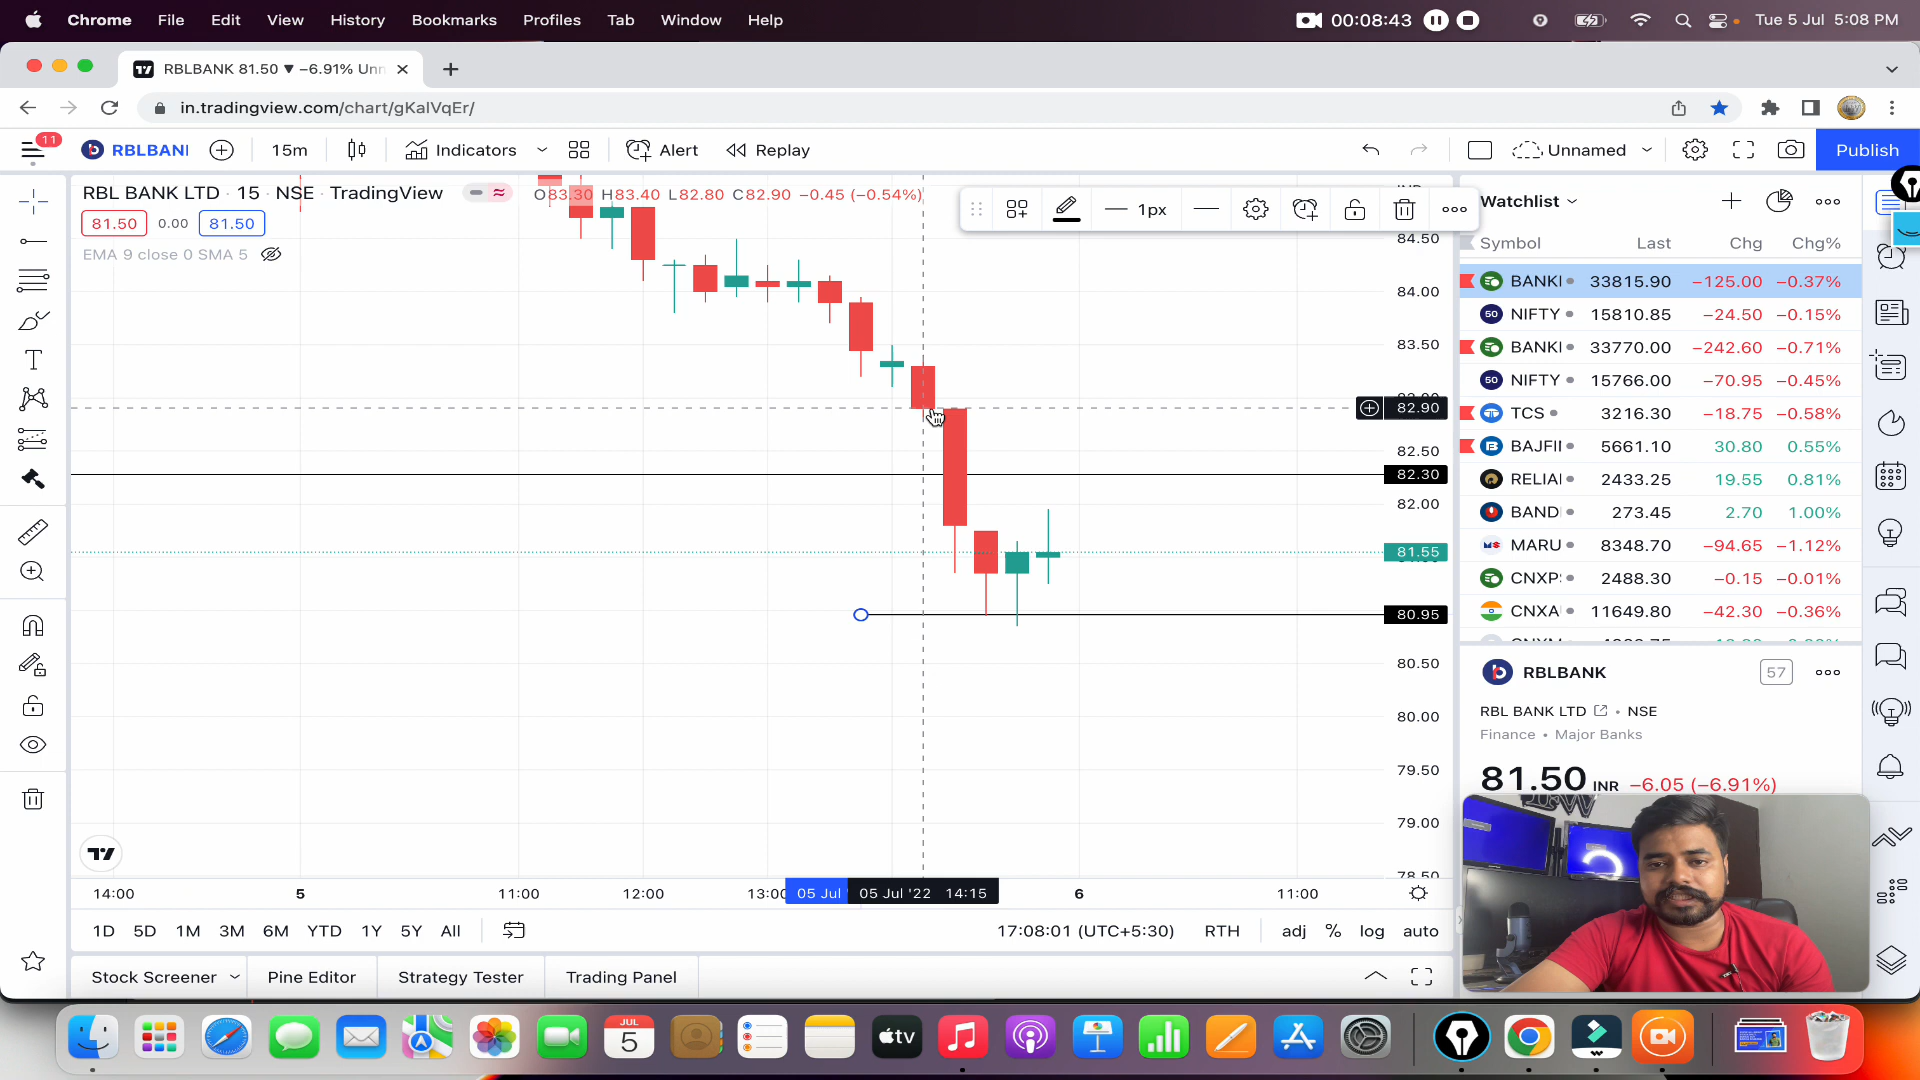 Chrome File Edit View History Bookmarks Profiles Tab Window Help 00:08:43 Tue 5 Jul 5:08 PM
RBLBANK 81.50 ▼ −6.91% Unn
in.tradingview.com/chart/gKalVqEr/
11 RBLBANI 15m Indicators Alert Replay Unnamed Publish
RBL BANK LTD · 15 · NSE · TradingView O83.30 H83.40 L82.80 C82.90 −0.45 (−0.54%)
81.50 0.00 81.50
EMA 9 close 0 SMA 5
1px
84.50
84.00
83.50
82.90
82.50
82.30
82.00
81.55
80.95
80.50
80.00
79.50
79.00
78.50
14:00 5 11:00 12:00 13:00 05 Jul 05 Jul '22 14:15 6 11:00
1D 5D 1M 3M 6M YTD 1Y 5Y All 17:08:01 (UTC+5:30) RTH adj % log auto
Stock Screener Pine Editor Strategy Tester Trading Panel
Watchlist
Symbol Last Chg Chg%
BANKI 33815.90 −125.00 −0.37%
NIFTY 15810.85 −24.50 −0.15%
BANKI 33770.00 −242.60 −0.71%
NIFTY 15766.00 −70.95 −0.45%
TCS 3216.30 −18.75 −0.58%
BAJFII 5661.10 30.80 0.55%
RELIAI 2433.25 19.55 0.81%
BAND 273.45 2.70 1.00%
MARU 8348.70 −94.65 −1.12%
CNXP 2488.30 −0.15 −0.01%
CNXA 11649.80 −42.30 −0.36%
RBLBANK 57
RBL BANK LTD • NSE
Finance • Major Banks
81.50 INR −6.05 (−6.91%)
JUL
5
tv